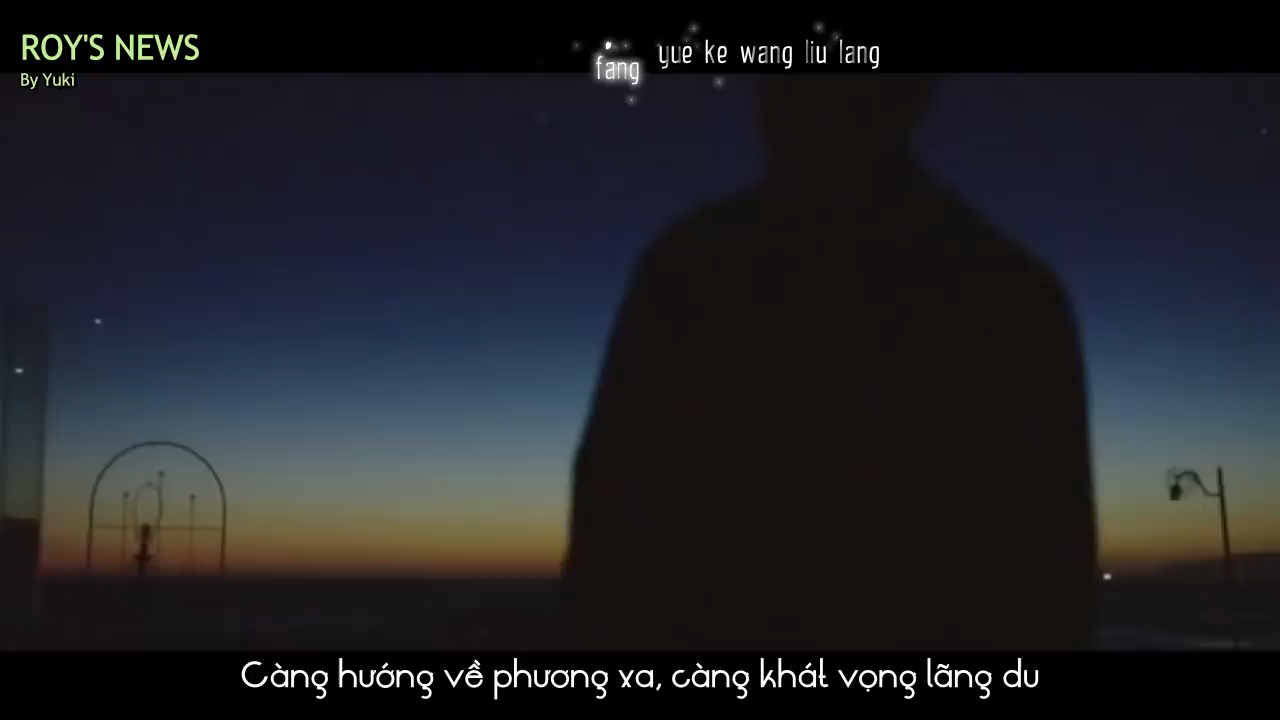 ROY'S NEWS
By Yuki
fang yue ke wang liu lang
Càng hướng về phương xa, càng khát vọng lãng du